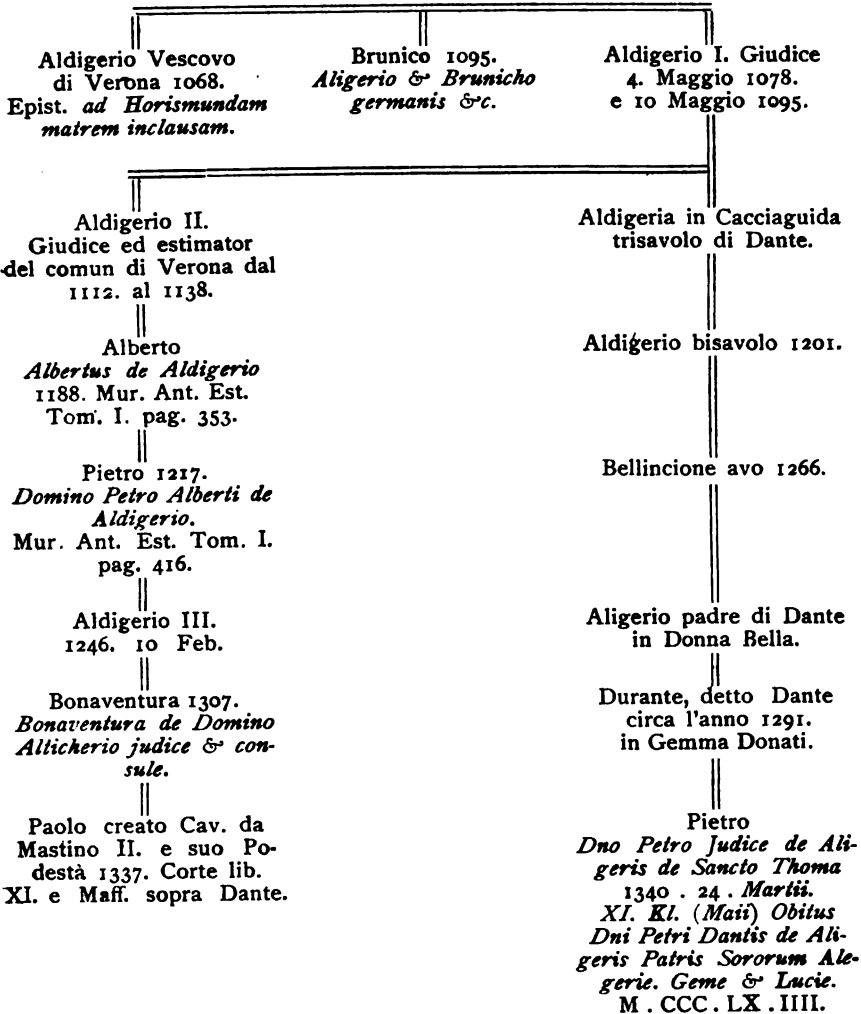 Aldigerio Vescovo
di Verona 1068.
Epist. ad Horismundam
matrem inclausam.
Brunico 1095.
Aligerio & Brunicho
germanis &c.
Aldigerio I. Giudice
4. Maggio 1078.
e 10 Maggio 1095.
Aldigerio II.
Giudice ed estimator
del comun di Verona dal
1112. al 1138.
Alberto
Albertus de Aldigerio
1188. Mur. Ant. Est.
Tom. I. pag. 353.
Pietro 1217.
Domino Petro Alberti de
Aldigerio.
Mur. Ant. Est. Tom. I.
pag. 416.
Aldigerio III.
1246. 10 Feb.
Bonaventura 1307.
Bonaventura de Domino
Alticherio judice & con-
sule.
Paolo creato Cav. da
Mastino II. e suo Po-
destà 1337. Corte lib.
XI. e Maff. sopra Dante.
Aldigeria in Cacciaguida
trisavolo di Dante.
Aldigerio bisavolo 1201.
Bellincione avo 1266.
Aligerio padre di Dante
in Donna Bella.
Durante, detto Dante
circa l'anno 1291.
in Gemma Donati.
Pietro
Dno Petro Judice de Ali-
geris de Sancto Thoma
1340 . 24 . Martii.
XI. Kl. (Maii) Obitus
Dni Petri Dantis de Ali-
geris Patris Sororum Ale-
gerie. Geme & Lucie.
M . CCC . LX . IIII.